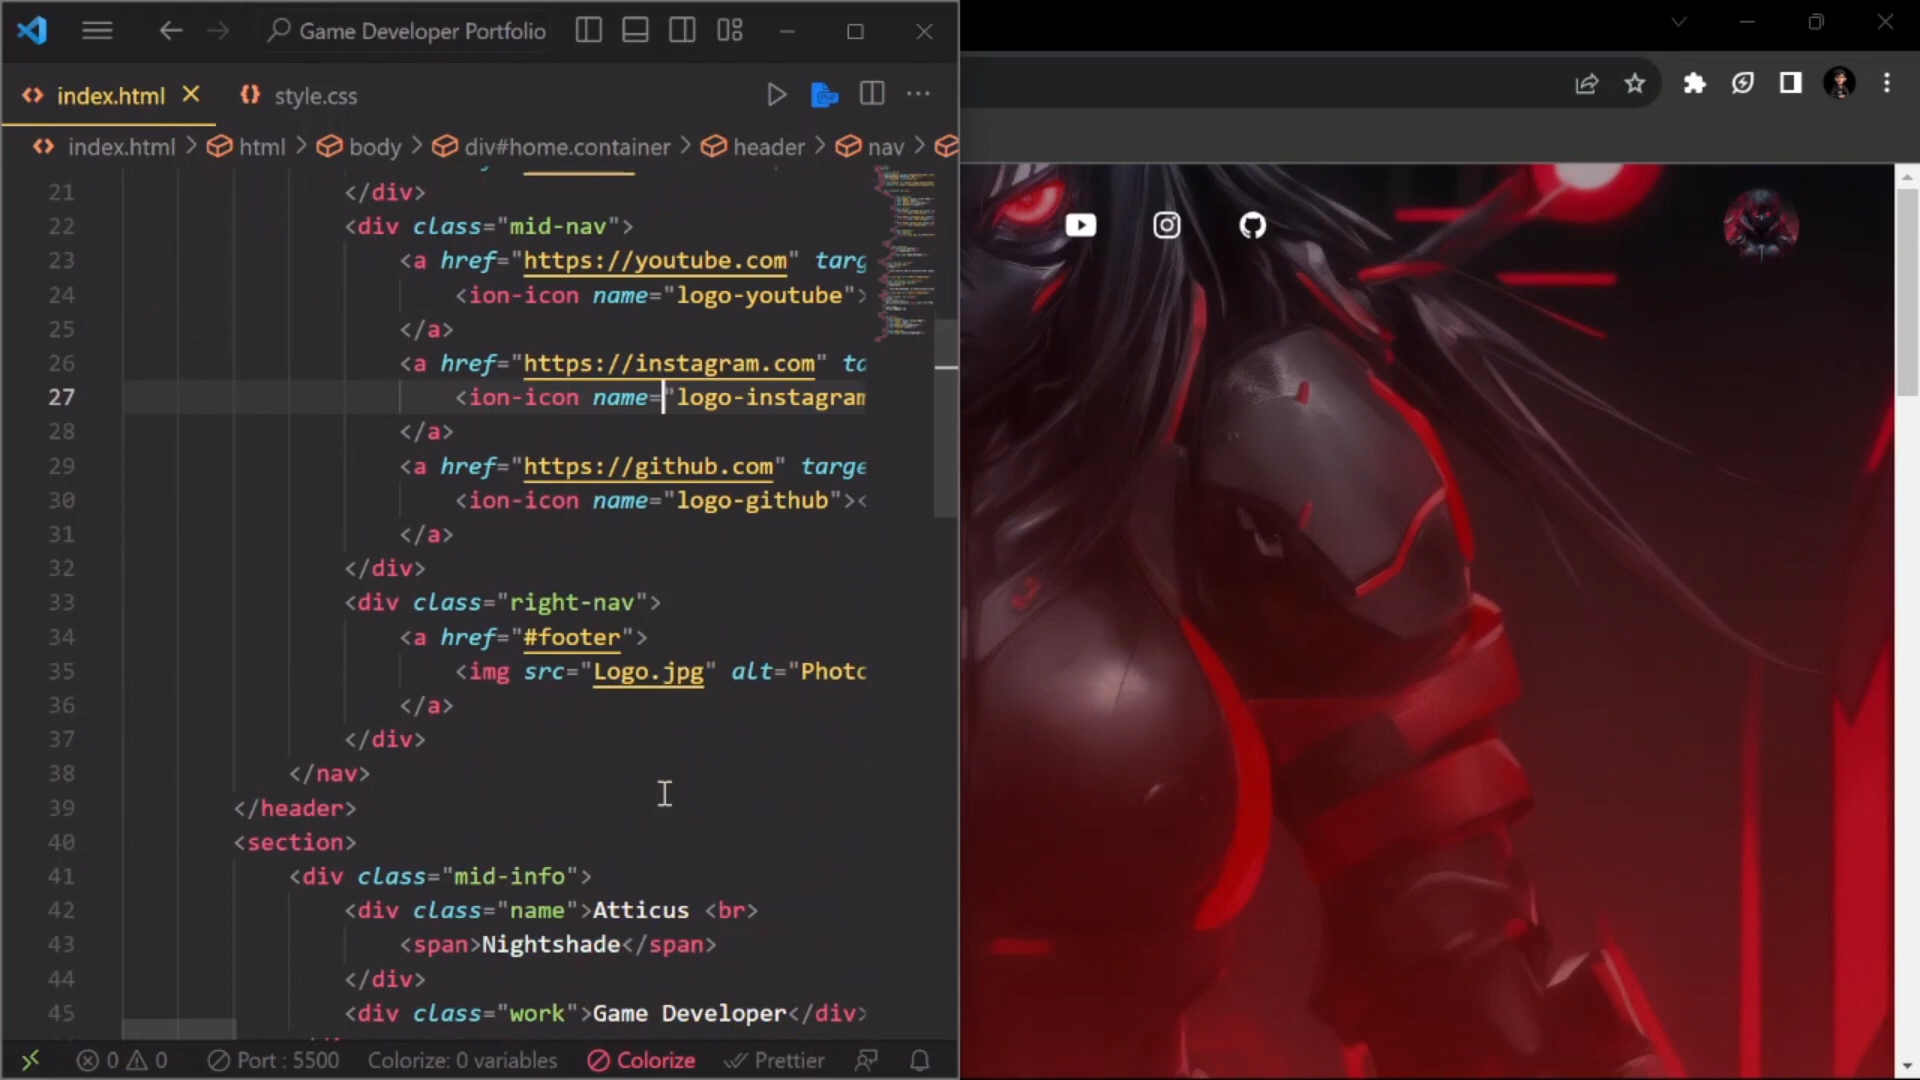 Game Developer Portfolio
index.html
style.css
index.html > html > body > div#home.container > header > nav >
21 </div>
22 <div class="mid-nav">
23 <a href="https://youtube.com" targ
24 <ion-icon name="logo-youtube">
25 </a>
26 <a href="https://instagram.com" ta
27 <ion-icon name="logo-instagram
28 </a>
29 <a href="https://github.com" targe
30 <ion-icon name="logo-github"><
31 </a>
32 </div>
33 <div class="right-nav">
34 <a href="#footer">
35 <img src="Logo.jpg" alt="Photo
36 </a>
37 </div>
38 </nav>
39 </header>
40 <section>
41 <div class="mid-info">
42 <div class="name">Atticus <br>
43 <span>Nightshade</span>
44 </div>
45 <div class="work">Game Developer</div>
0 0 Port : 5500 Colorize: 0 variables Colorize Prettier